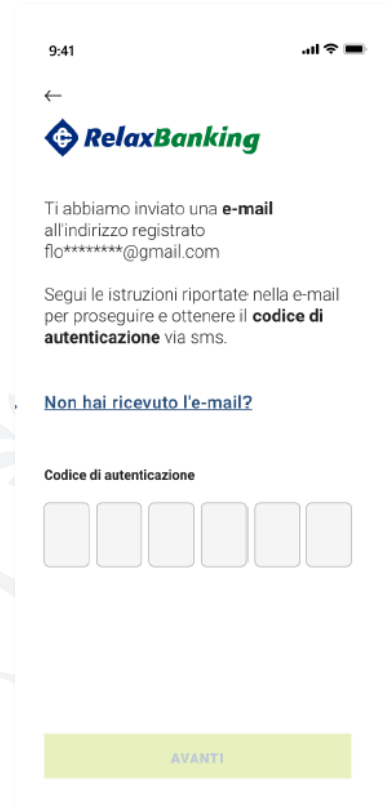 9:41
RelaxBanking
Ti abbiamo inviato una e-mail
all'indirizzo registrato
flo********@gmail.com
Segui le istruzioni riportate nella e-mail
per proseguire e ottenere il codice di
autenticazione via sms.
Non hai ricevuto l'e-mail?
Codice di autenticazione
AVANTI